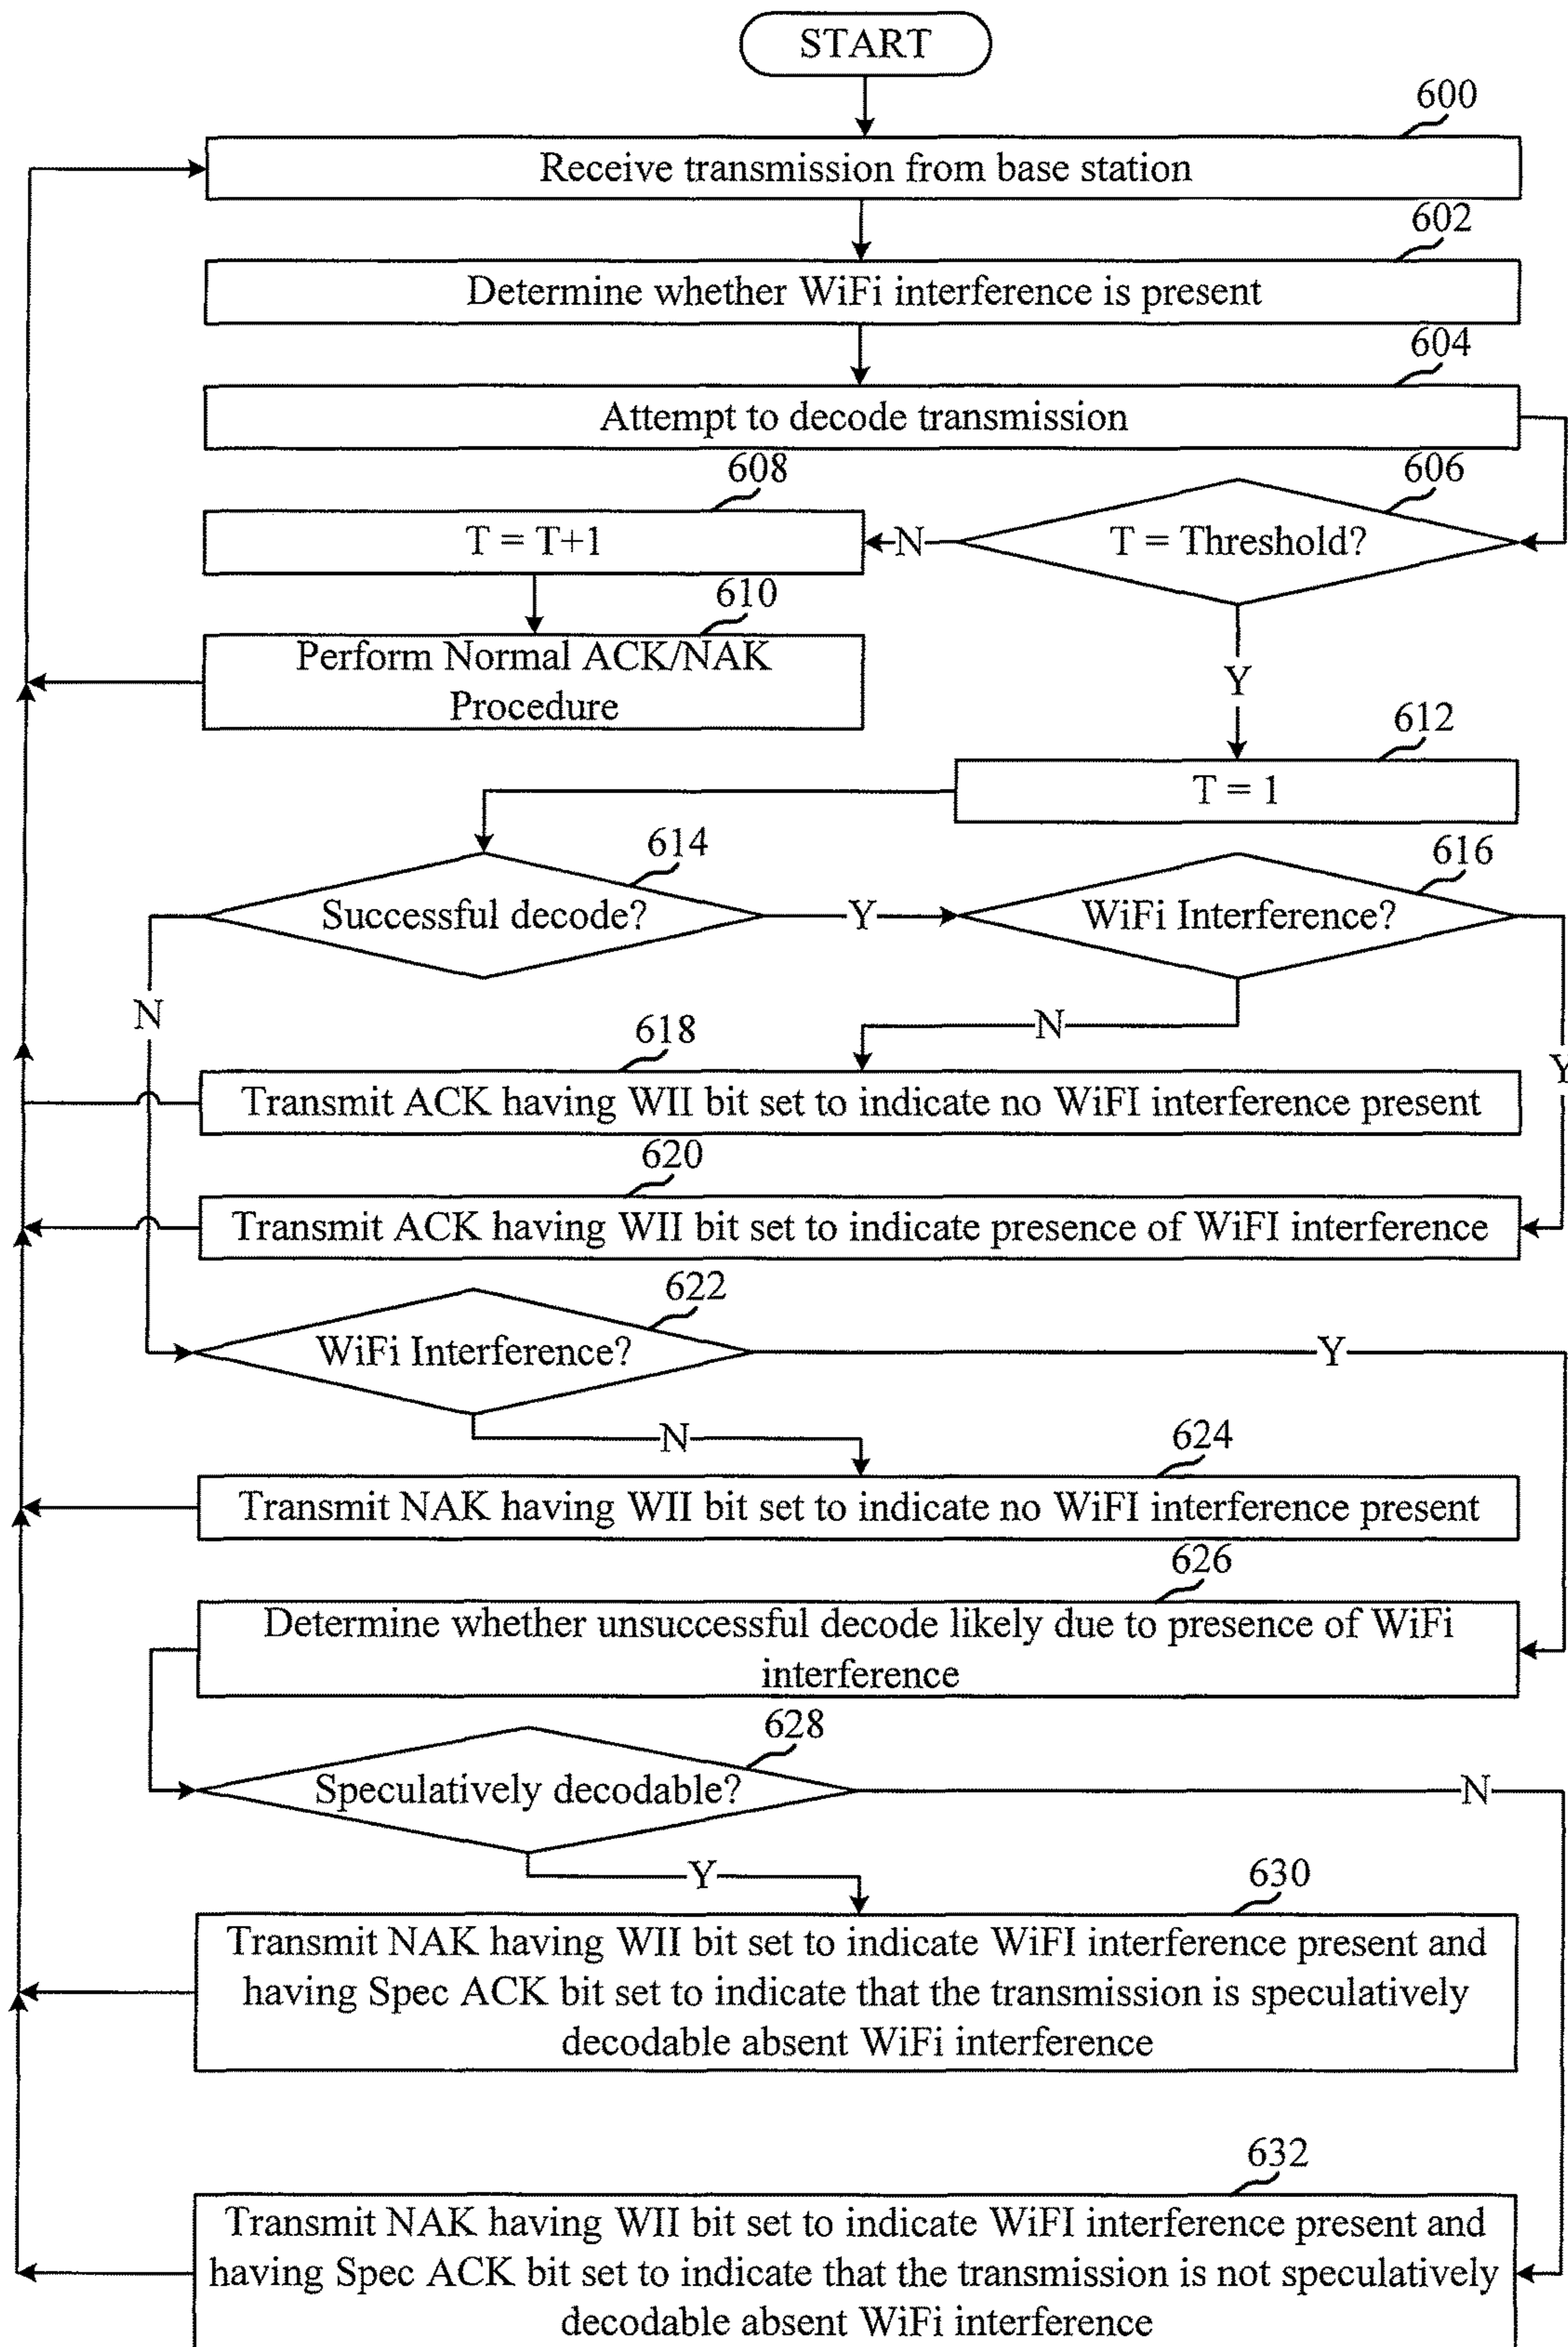 START
600
Receive transmission from base station
602
Determine whether WiFi interference is present
604
Attempt to decode transmission
606
T = Threshold?
N
608
T = T+1
610
Perform Normal ACK/NAK
Procedure
Y
612
T = 1
614
Successful decode?
Y
616
WiFi Interference?
N
N
Y
618
Transmit ACK having WII bit set to indicate no WiFI interference present
620
Transmit ACK having WII bit set to indicate presence of WiFI interference
622
WiFi Interference?
Y
N
624
Transmit NAK having WII bit set to indicate no WiFI interference present
626
Determine whether unsuccessful decode likely due to presence of WiFi
interference
628
Speculatively decodable?
N
Y
630
Transmit NAK having WII bit set to indicate WiFI interference present and
having Spec ACK bit set to indicate that the transmission is speculatively
decodable absent WiFi interference
632
Transmit NAK having WII bit set to indicate WiFI interference present and
having Spec ACK bit set to indicate that the transmission is not speculatively
decodable absent WiFi interference